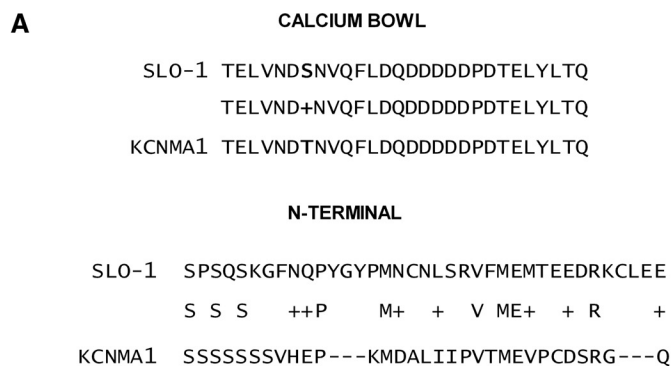 A
CALCIUM BOWL
SLO-1 TELVNDSNVQFLDQDDDDDPDTELYLTQ
TELVND+NVQFLDQDDDDDPDTELYLTQ
KCNMA1 TELVNDTNVQFLDQDDDDDPDTELYLTQ
N-TERMINAL
SLO-1 SPSQSKGFNQPYGYPMNCNLSRVFMEMTEEDRKCLEE
S S S ++P M+ + V ME+ + R +
KCNMA1 SSSSSSSVHEP---KMDALIIPVTMEVPCDSRG---Q